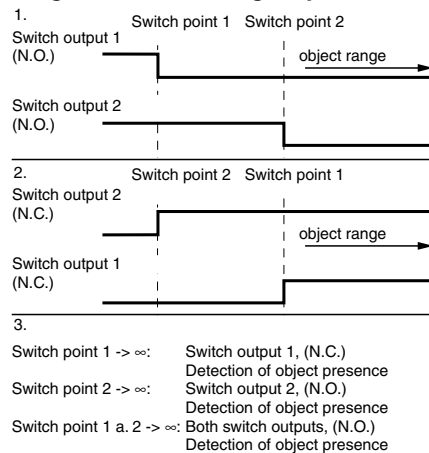 1.
Switch point 1 Switch point 2
Switch output 1
(N.O.)
object range
Switch output 2
(N.O.)
2.
Switch point 2 Switch point 1
Switch output 2
(N.C.)
object range
Switch output 1
(N.C.)
3.
Switch point 1 -> ∞: Switch output 1, (N.C.)
Detection of object presence
Switch point 2 -> ∞: Switch output 2, (N.O.)
Detection of object presence
Switch point 1 a. 2 -> ∞: Both switch outputs, (N.O.)
Detection of object presence